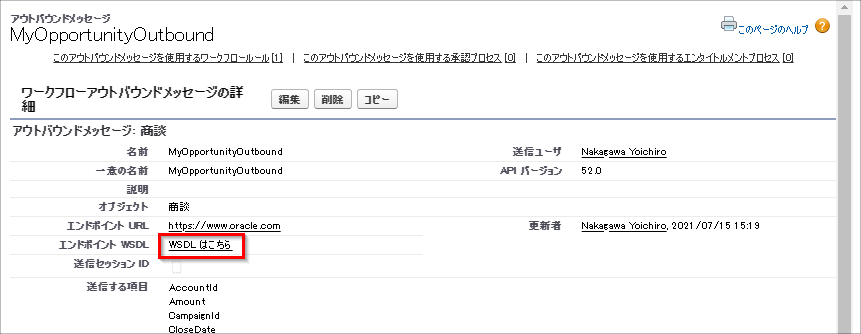 アウトバウンドメッセージ
MyOpportunityOutbound
このページのヘルプ
このアウトバウンドメッセージを使用するワークフロールール[1] | このアウトバウンドメッセージを使用する承認プロセス[0] | このアウトバウンドメッセージを使用するエンタイトルメントプロセス[0]
ワークフローアウトバウンドメッセージの詳
細
編集 削除 コピー
アウトバウンドメッセージ: 商談
名前 MyOpportunityOutbound 送信ユーザ Nakagawa Yoichiro
一意の名前 MyOpportunityOutbound API バージョン 52.0
説明
オブジェクト 商談
エンドポイント URL https://www.oracle.com 更新者 Nakagawa Yoichiro, 2021/07/15 15:19
エンドポイント WSDL WSDL はこちら
送信セッション ID
送信する項目 AccountId
Amount
CampaignId
CloseDate